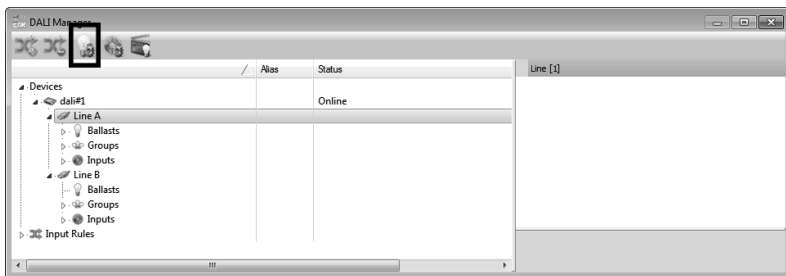 DALI Manager
Alias Status Line [1]
Devices
dali#1 Online
Line A
Ballasts
Groups
Inputs
Line B
Ballasts
Groups
Inputs
Input Rules